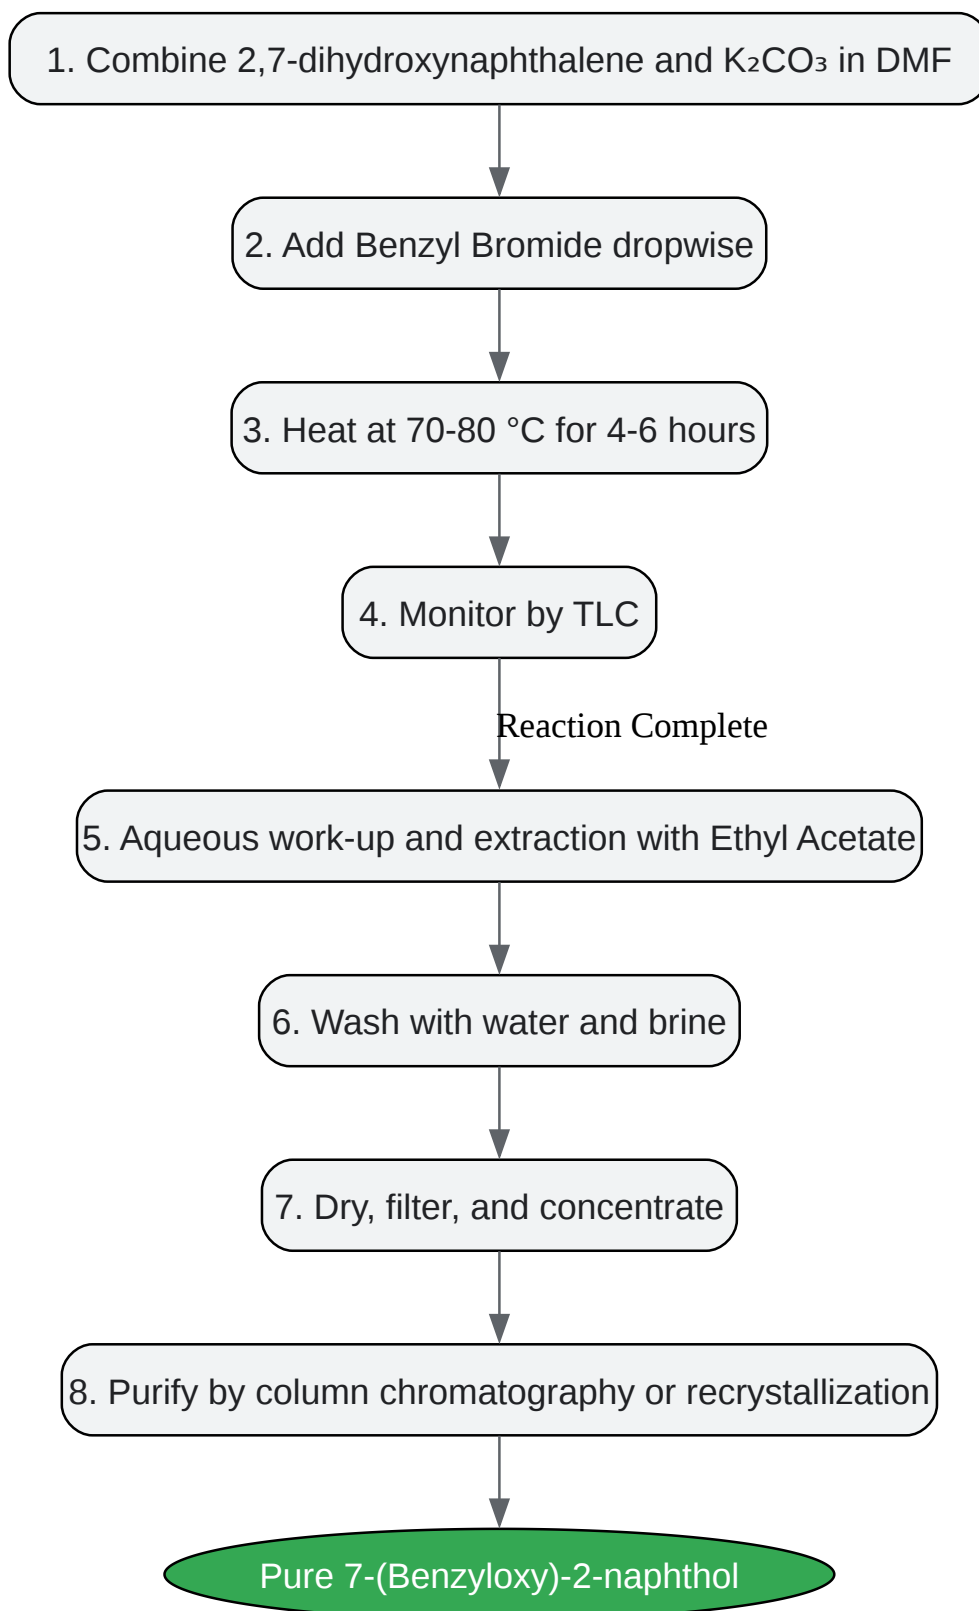 1. Combine 2,7-dihydroxynaphthalene and K₂CO₃ in DMF
2. Add Benzyl Bromide dropwise
3. Heat at 70-80 °C for 4-6 hours
4. Monitor by TLC
Reaction Complete
5. Aqueous work-up and extraction with Ethyl Acetate
6. Wash with water and brine
7. Dry, filter, and concentrate
8. Purify by column chromatography or recrystallization
Pure 7-(Benzyloxy)-2-naphthol